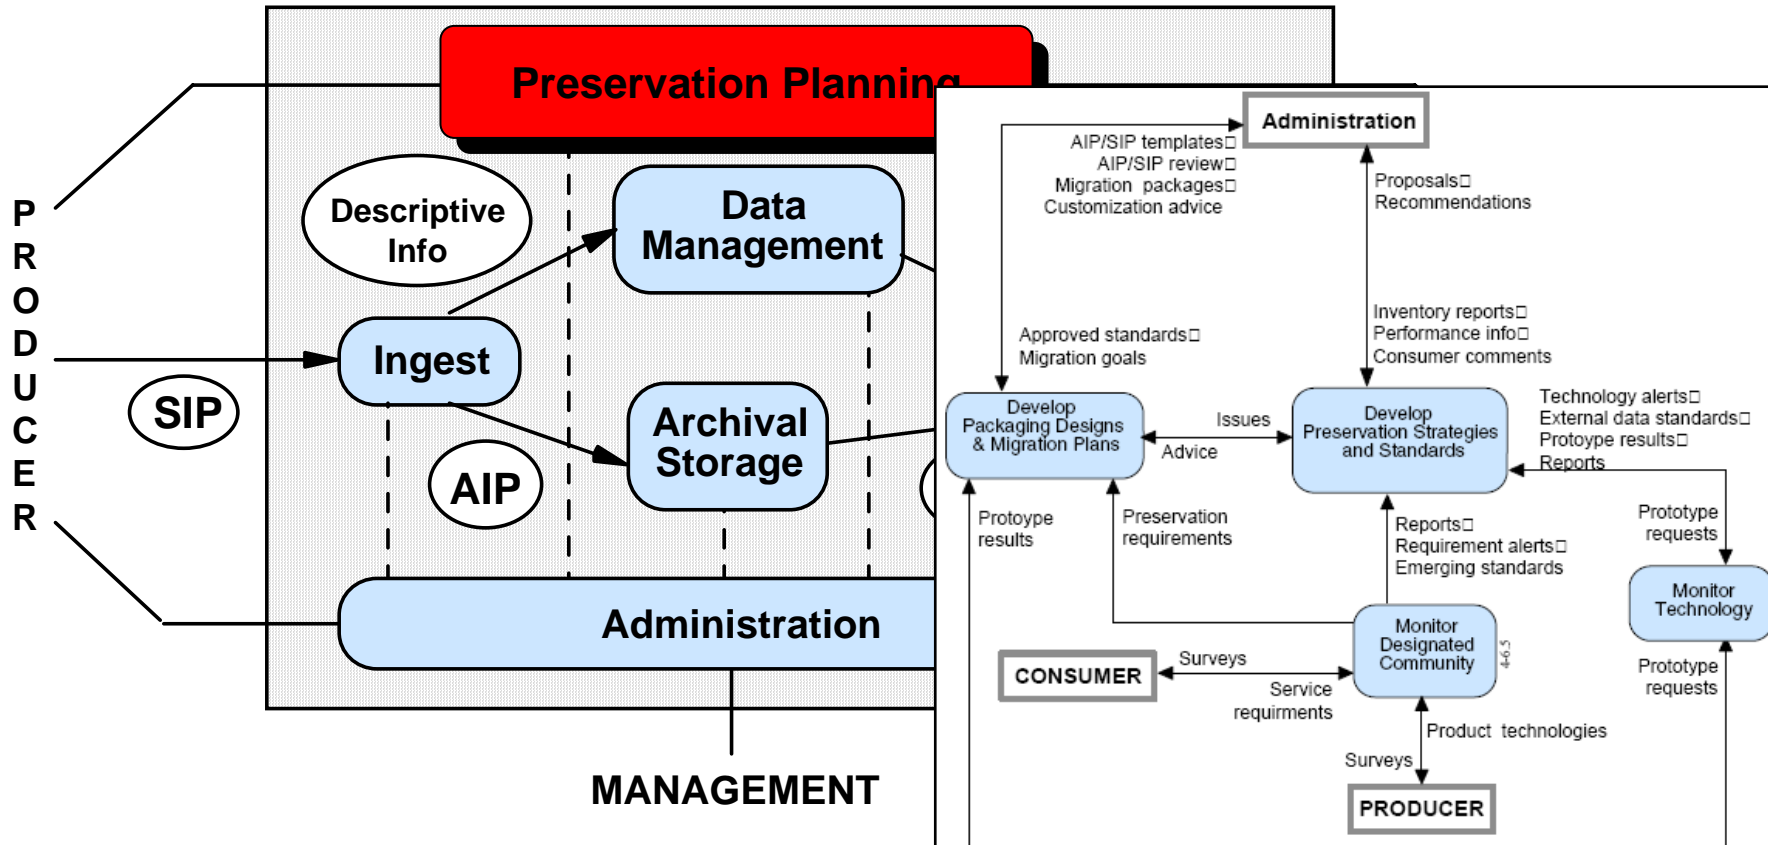 Preservation Planning
PRODUCER
Descriptive
Info
Data
Management
Ingest
SIP
Archival
Storage
AIP
Administration
MANAGEMENT
Administration
AIP/SIP templates□
AIP/SIP review□
Migration packages□
Customization advice
Proposals□
Recommendations
Approved standards□
Migration goals
Inventory reports□
Performance info□
Consumer comments
Develop
Packaging Designs
& Migration Plans
Issues
Advice
Develop
Preservation Strategies
and Standards
Technology alerts□
External data standards□
Protoype results□
Reports
Protoype
results
Preservation
requirements
Reports□
Requirement alerts□
Emerging standards
Prototype
requests
Monitor
Technology
Monitor
Designated
Community
4-6.5
CONSUMER
Surveys
Service
requirments
Prototype
requests
Product technologies
Surveys
PRODUCER